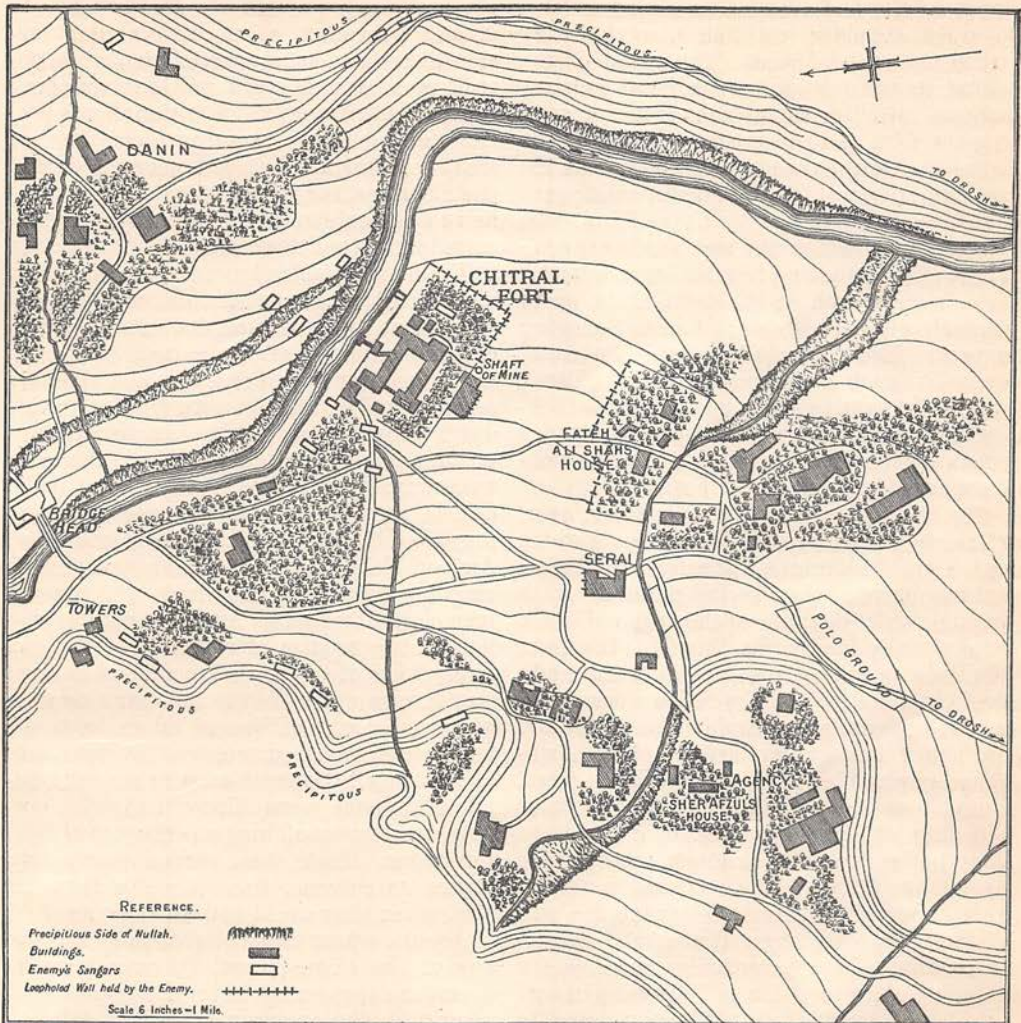 PRECIPITOUS
PRECIPITOUS
DANIN
TO DROSH
CHITRAL
FORT
SHAFT
OF MINE
FATEH
ALI SHAHS
HOUSE
BRIDGE
HEAD
SERAI
TOWERS
PRECIPITOUS
POLO GROUND
TO DROSH
PRECIPITOUS
AGENCY
SHER AFZULS
HOUSE
REFERENCE.
Precipitious Side of Nullah.
Buildings.
Enemy's Sangars
Loopholed Wall held by the Enemy.
Scale 6 Inches=1 Mile.